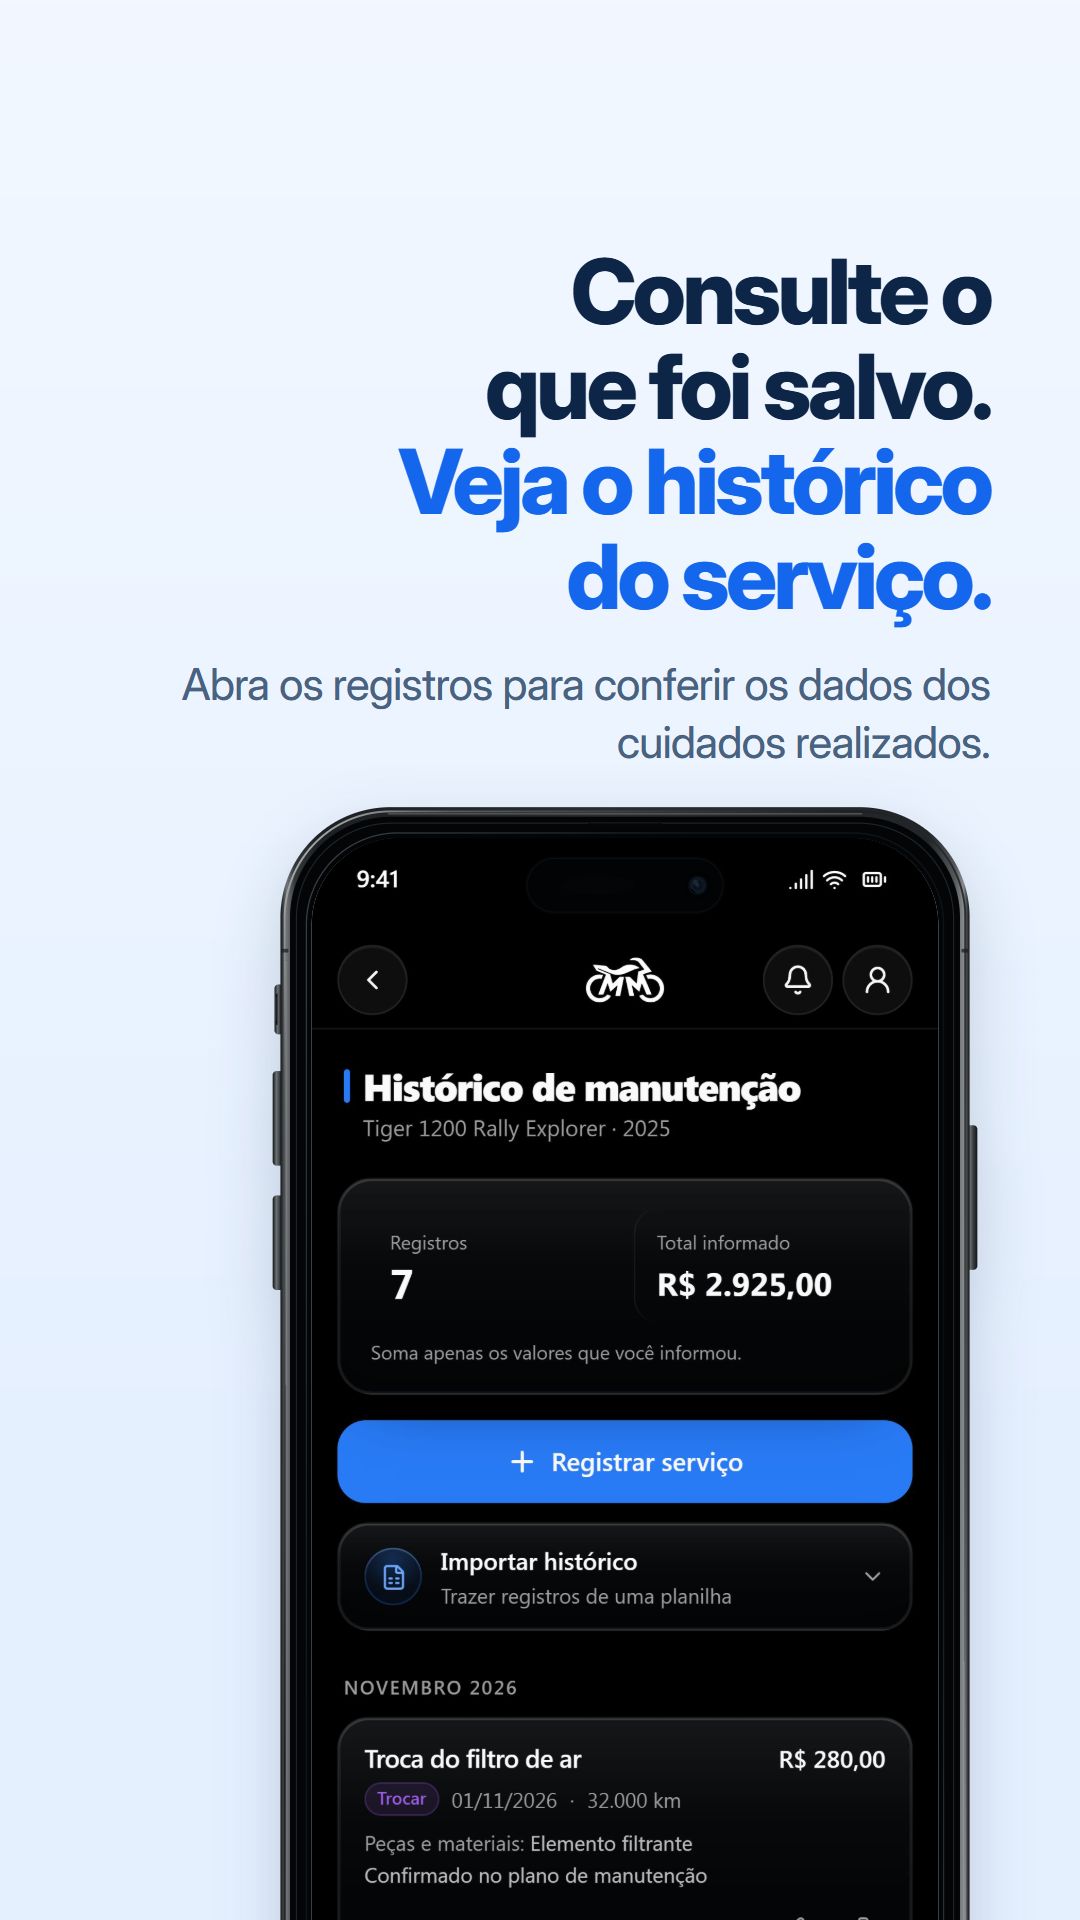 Consulte o
que foi salvo.
Veja o histórico
do serviço.
Abra os registros para conferir os dados dos
cuidados realizados.
9:41
MM
Histórico de manutenção
Tiger 1200 Rally Explorer · 2025
Registros
7
Total informado
R$ 2.925,00
Soma apenas os valores que você informou.
+ Registrar serviço
Importar histórico
Trazer registros de uma planilha
NOVEMBRO 2026
Troca do filtro de ar
R$ 280,00
Trocar 01/11/2026 · 32.000 km
Peças e materiais: Elemento filtrante
Confirmado no plano de manutenção